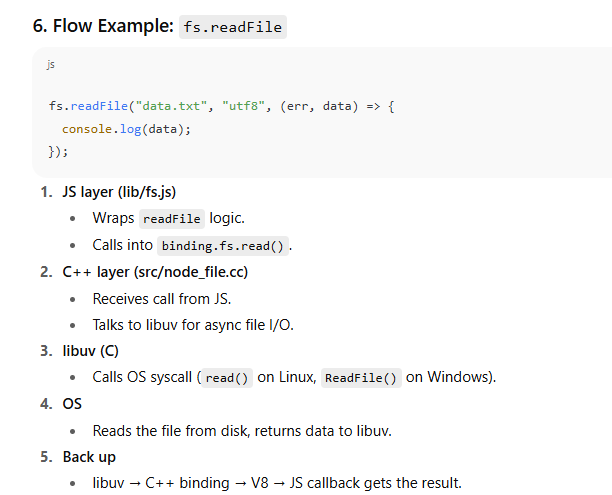 6. Flow Example: fs.readFile
js
fs.readFile("data.txt", "utf8", (err, data) => {
  console.log(data);
});
1. JS layer (lib/fs.js)
• Wraps readFile logic.
• Calls into binding.fs.read().
2. C++ layer (src/node_file.cc)
• Receives call from JS.
• Talks to libuv for async file I/O.
3. libuv (C)
• Calls OS syscall (read() on Linux, ReadFile() on Windows).
4. OS
• Reads the file from disk, returns data to libuv.
5. Back up
• libuv → C++ binding → V8 → JS callback gets the result.